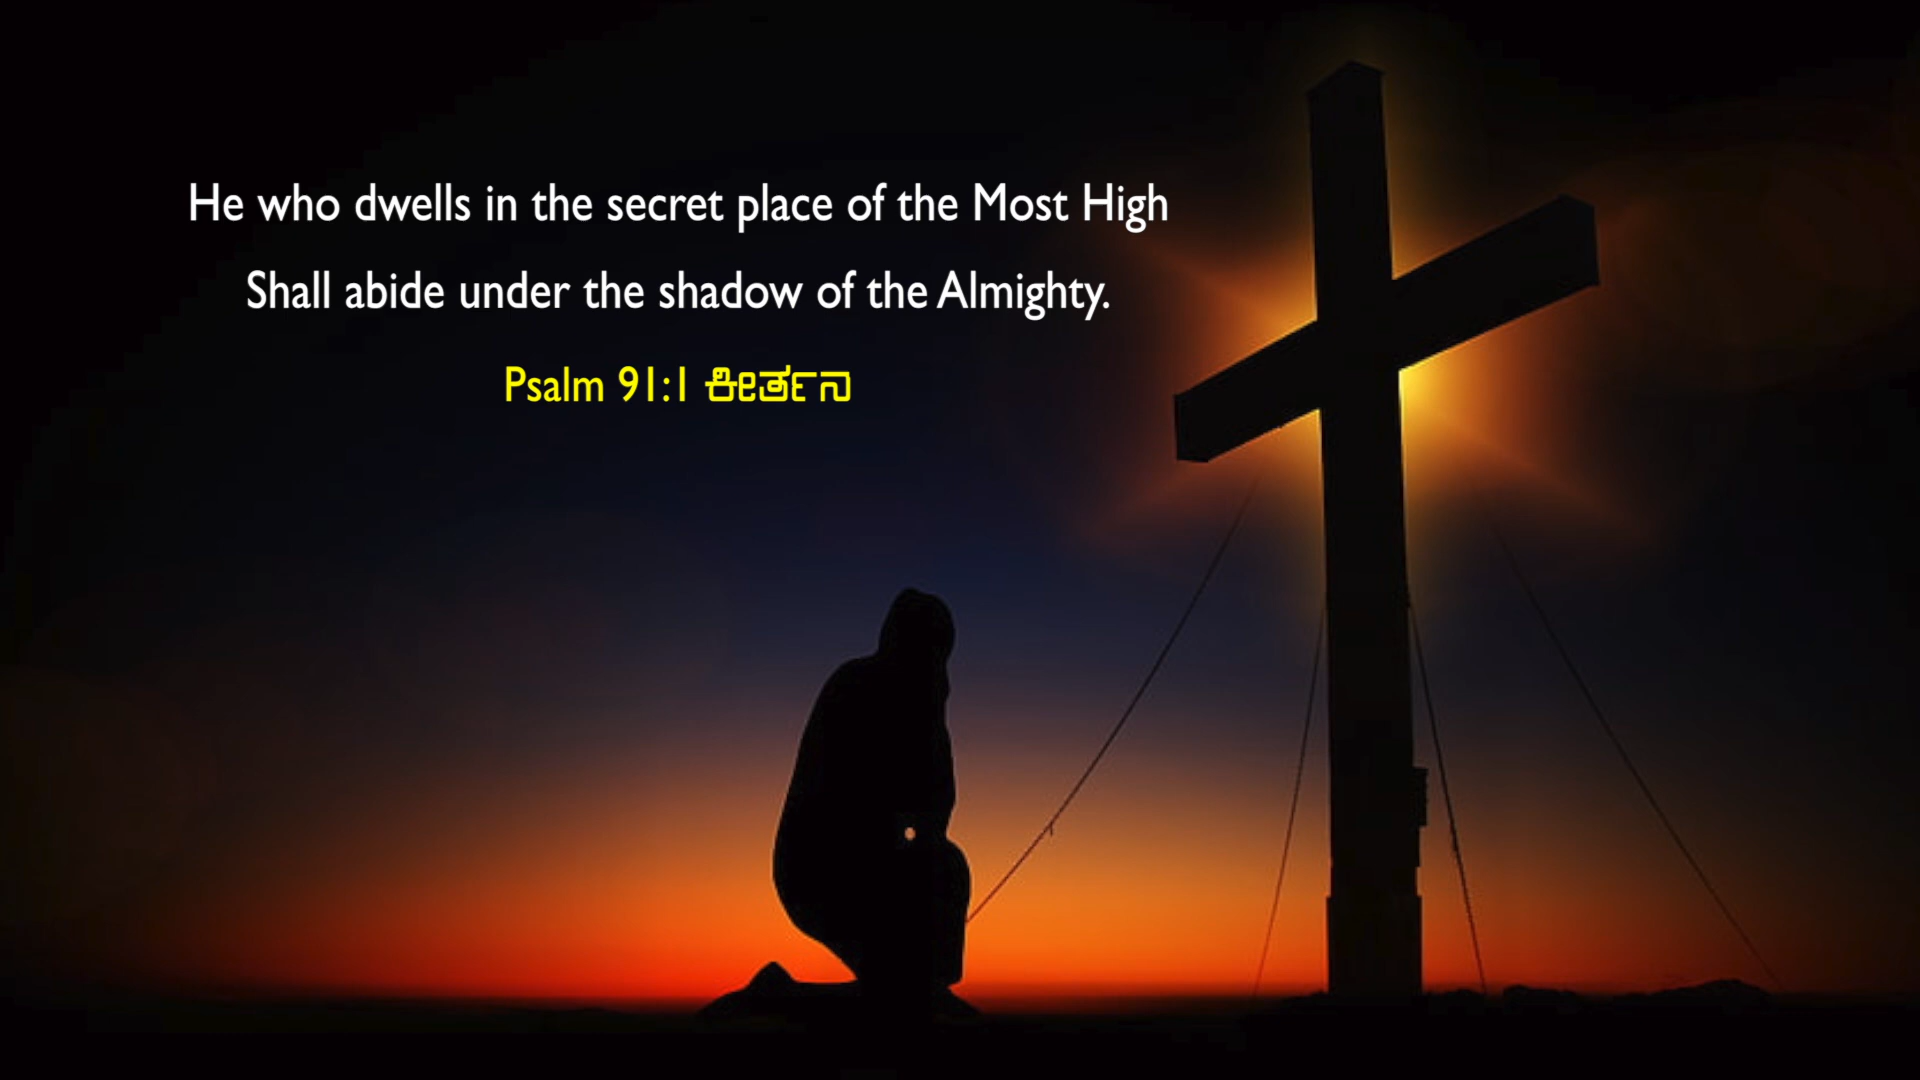 He who dwells in the secret place of the Most High
Shall abide under the shadow of the Almighty.
Psalm 91:1 ಕೀರ್ತನ